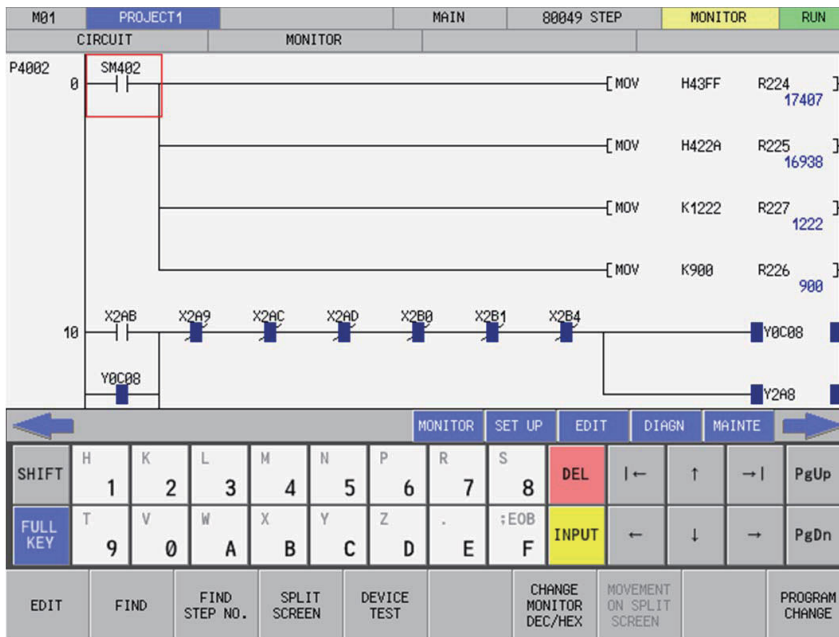 M01 PROJECT1 MAIN 80049 STEP MONITOR RUN
CIRCUIT MONITOR
P4002 0 SM402 [ MOV H43FF R224 ]
17407
[ MOV H422A R225 ]
16938
[ MOV K1222 R227 ]
1222
[ MOV K900 R226 ]
900
X2AB X2A9 X2AC X2AD X2B0 X2B1 X2B4
10 Y0C08
Y0C08
Y2A8
MONITOR SET UP EDIT DIAGN MAINTE
SHIFT H 1 K 2 L 3 M 4 N 5 P 6 R 7 S 8 DEL |← ↑ →| PgUp
FULL KEY T 9 V 0 W A X B Y C Z D . E ;EOB F INPUT ← ↓ → PgDn
EDIT FIND FIND STEP NO. SPLIT SCREEN DEVICE TEST CHANGE MONITOR DEC/HEX MOVEMENT ON SPLIT SCREEN PROGRAM CHANGE